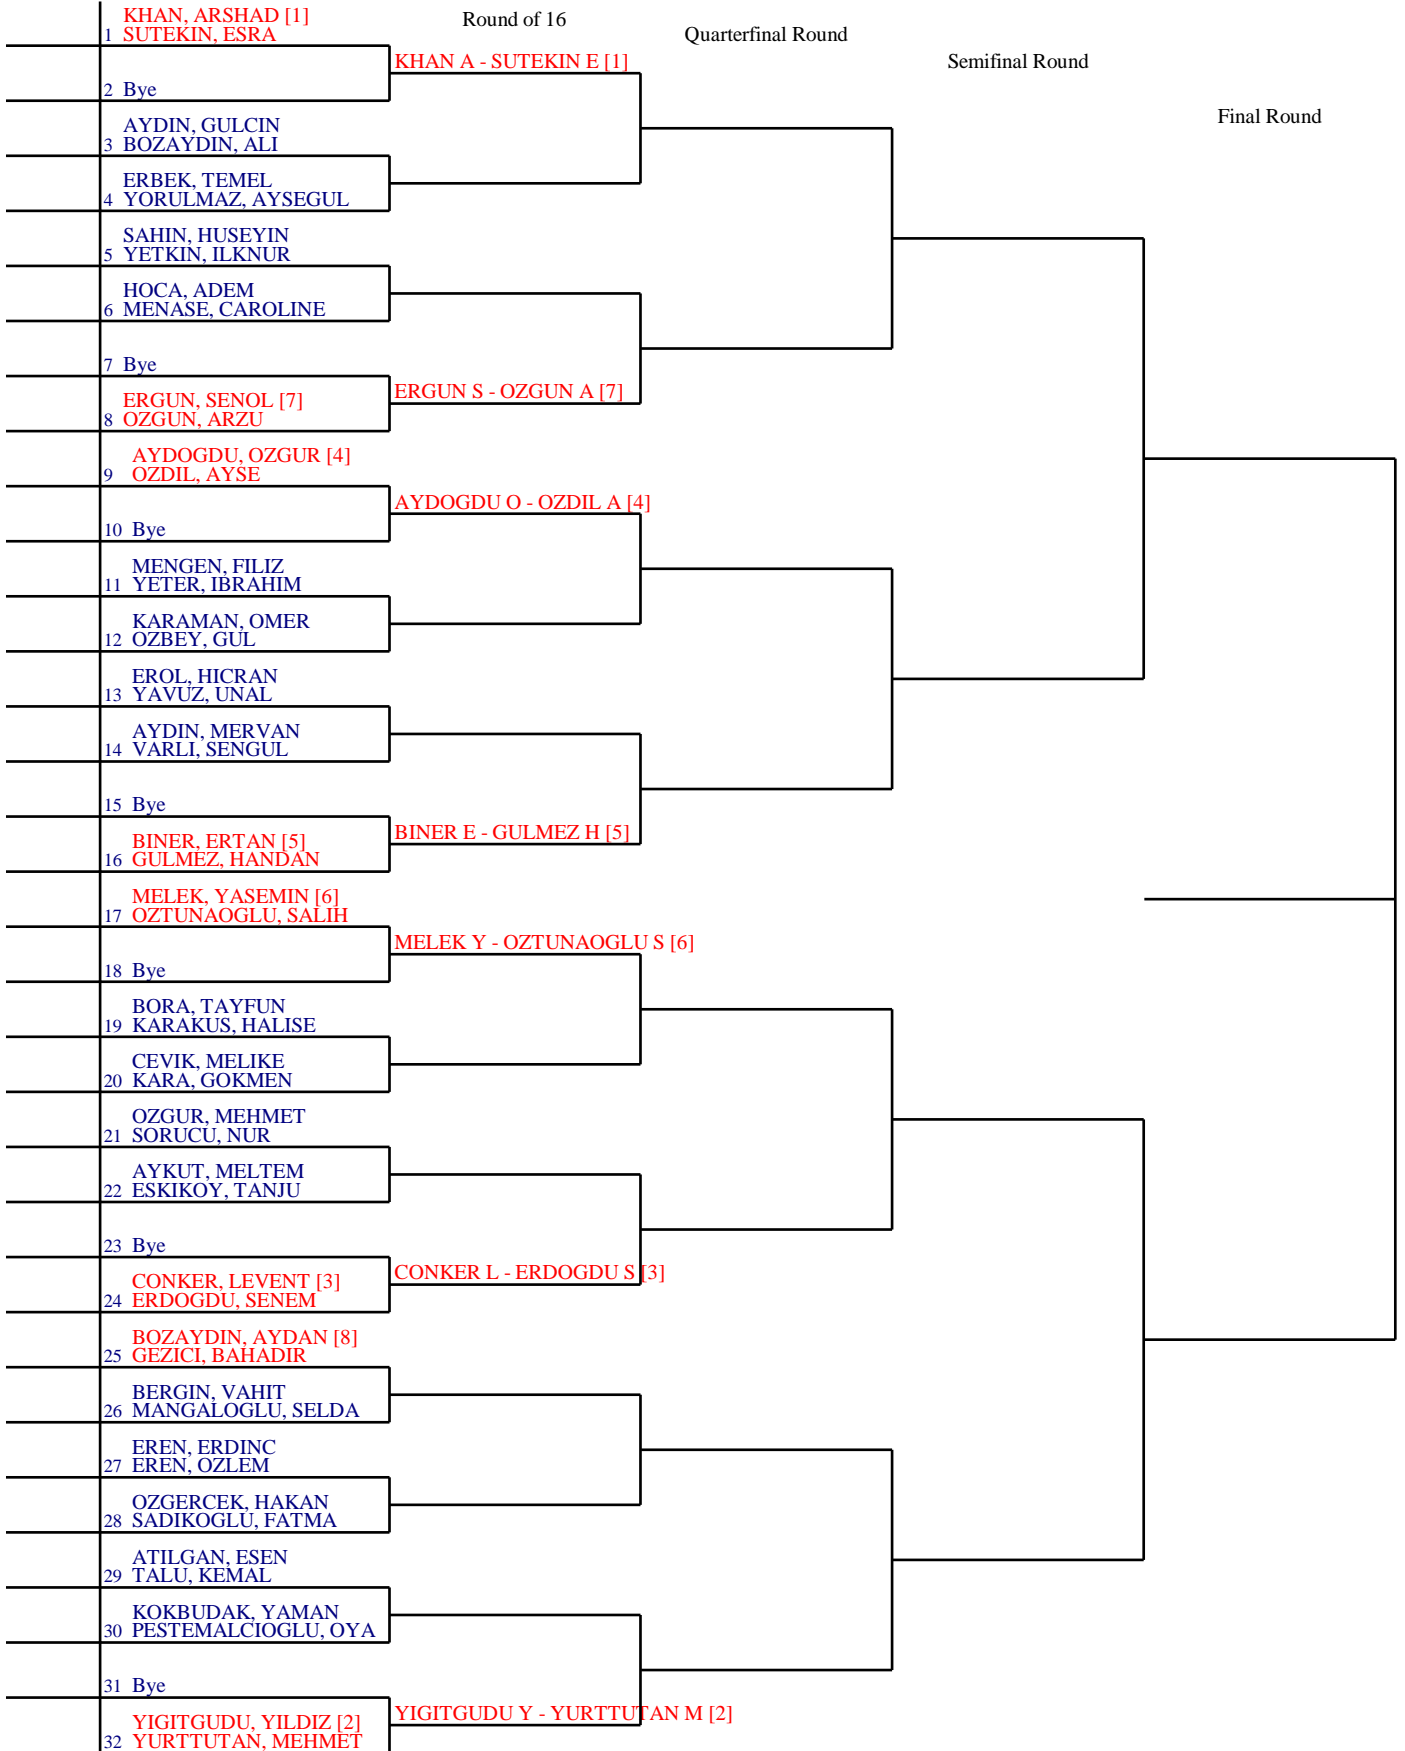 KHAN, ARSHAD [1]
1 SUTEKIN, ESRA
Round of 16
Quarterfinal Round
Semifinal Round
Final Round
KHAN A - SUTEKIN E [1]
2 Bye
AYDIN, GULCIN
3 BOZAYDIN, ALI
ERBEK, TEMEL
4 YORULMAZ, AYSEGUL
SAHIN, HUSEYIN
5 YETKIN, ILKNUR
HOCA, ADEM
6 MENASE, CAROLINE
7 Bye
ERGUN S - OZGUN A [7]
ERGUN, SENOL [7]
8 OZGUN, ARZU
AYDOGDU, OZGUR [4]
9 OZDIL, AYSE
AYDOGDU O - OZDIL A [4]
10 Bye
MENGEN, FILIZ
11 YETER, IBRAHIM
KARAMAN, OMER
12 OZBEY, GUL
EROL, HICRAN
13 YAVUZ, UNAL
AYDIN, MERVAN
14 VARLI, SENGUL
15 Bye
BINER E - GULMEZ H [5]
BINER, ERTAN [5]
16 GULMEZ, HANDAN
MELEK, YASEMIN [6]
17 OZTUNAOGLU, SALIH
MELEK Y - OZTUNAOGLU S [6]
18 Bye
BORA, TAYFUN
19 KARAKUS, HALISE
CEVIK, MELIKE
20 KARA, GOKMEN
OZGUR, MEHMET
21 SORUCU, NUR
AYKUT, MELTEM
22 ESKIKOY, TANJU
23 Bye
CONKER L - ERDOGDU S [3]
CONKER, LEVENT [3]
24 ERDOGDU, SENEM
BOZAYDIN, AYDAN [8]
25 GEZICI, BAHADIR
BERGIN, VAHIT
26 MANGALOGLU, SELDA
EREN, ERDINC
27 EREN, OZLEM
OZGERCEK, HAKAN
28 SADIKOGLU, FATMA
ATILGAN, ESEN
29 TALU, KEMAL
KOKBUDAK, YAMAN
30 PESTEMALCIOGLU, OYA
31 Bye
YIGITGUDU Y - YURTTUTAN M [2]
YIGITGUDU, YILDIZ [2]
32 YURTTUTAN, MEHMET